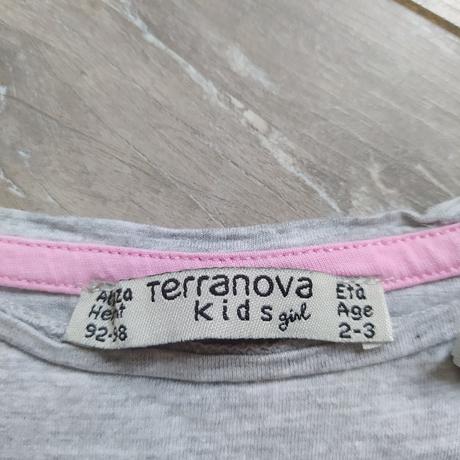 Altezza Terranova Età
Height Kids girl Age
92-98 2-3